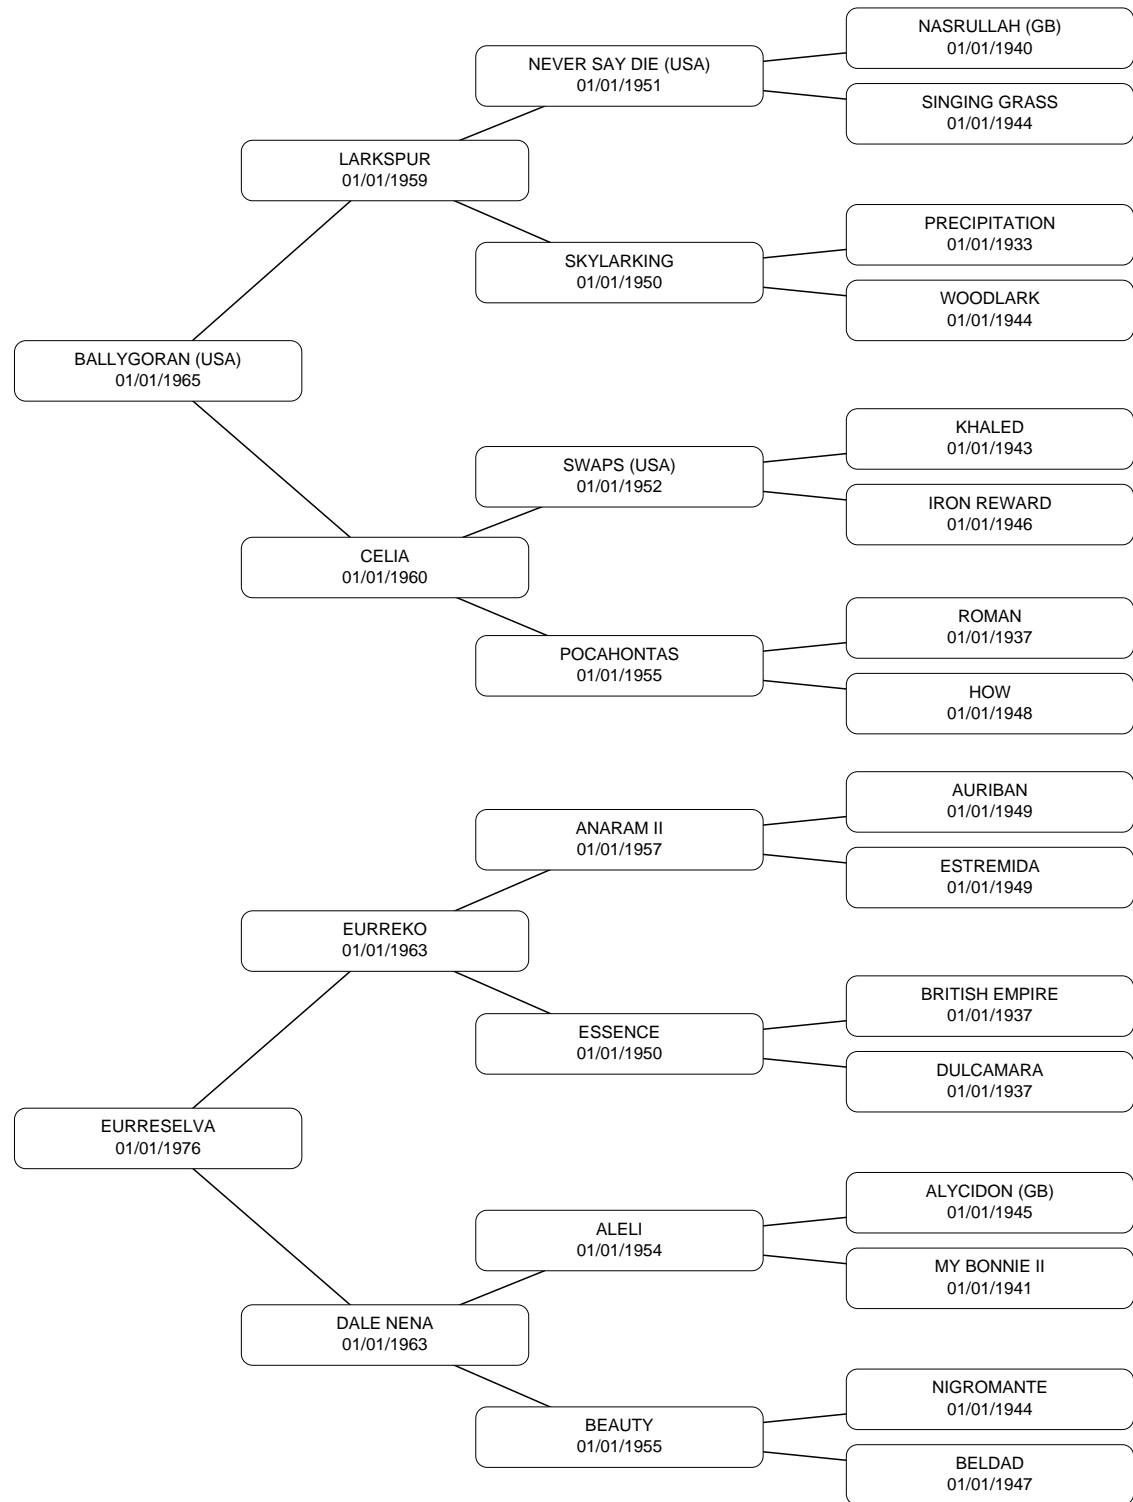 NASRULLAH (GB)
01/01/1940
NEVER SAY DIE (USA)
01/01/1951
SINGING GRASS
01/01/1944
LARKSPUR
01/01/1959
PRECIPITATION
01/01/1933
SKYLARKING
01/01/1950
WOODLARK
01/01/1944
BALLYGORAN (USA)
01/01/1965
KHALED
01/01/1943
SWAPS (USA)
01/01/1952
IRON REWARD
01/01/1946
CELIA
01/01/1960
ROMAN
01/01/1937
POCAHONTAS
01/01/1955
HOW
01/01/1948
AURIBAN
01/01/1949
ANARAM II
01/01/1957
ESTREMIDA
01/01/1949
EURREKO
01/01/1963
BRITISH EMPIRE
01/01/1937
ESSENCE
01/01/1950
DULCAMARA
01/01/1937
EURRESELVA
01/01/1976
ALYCIDON (GB)
01/01/1945
ALELI
01/01/1954
MY BONNIE II
01/01/1941
DALE NENA
01/01/1963
NIGROMANTE
01/01/1944
BEAUTY
01/01/1955
BELDAD
01/01/1947